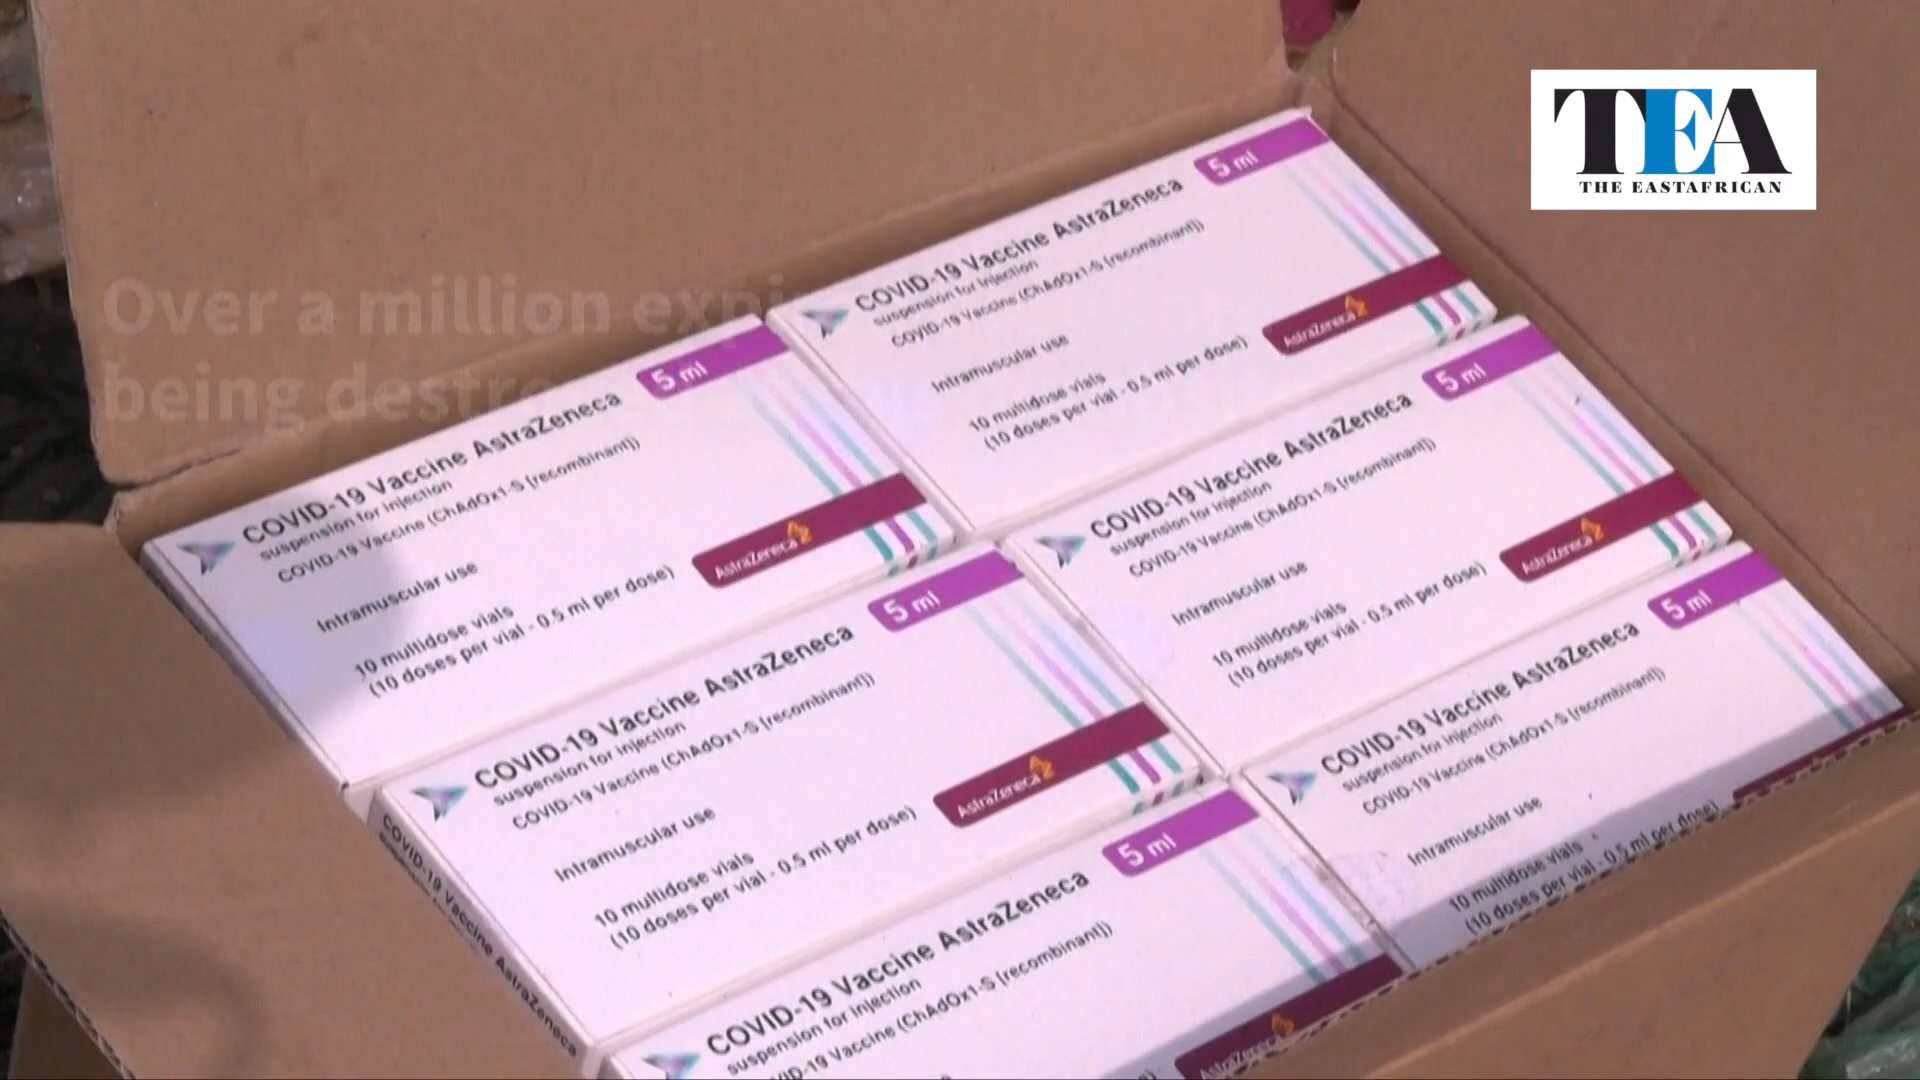 TEA
THE EASTAFRICAN
Over a million
being
5 ml
COVID-19 Vaccine AstraZeneca
suspension for injection
COVID-19 Vaccine (ChAdOx1-S [recombinant])
Intramuscular use
10 multidose vials
(10 doses per vial - 0.5 ml per dose)
AstraZeneca
5 ml
COVID-19 Vaccine AstraZeneca
suspension for injection
COVID-19 Vaccine (ChAdOx1-S [recombinant])
Intramuscular use
10 multidose vials
(10 doses per vial - 0.5 ml per dose)
AstraZeneca
5 ml
COVID-19 Vaccine AstraZeneca
suspension for injection
COVID-19 Vaccine (ChAdOx1-S [recombinant])
Intramuscular use
10 multidose vials
(10 doses per vial - 0.5 ml per dose)
AstraZeneca
5 ml
COVID-19 Vaccine AstraZeneca
suspension for injection
COVID-19 Vaccine (ChAdOx1-S [recombinant])
Intramuscular use
10 multidose vials
(10 doses per vial - 0.5 ml per dose)
AstraZeneca
COVID-19 Vaccine AstraZeneca
5 ml
COVID-19 Vaccine AstraZeneca
suspension for injection
COVID-19 Vaccine (ChAdOx1-S [recombinant])
Intramuscular use
10 multidose vials
(10 doses per vial - 0.5 ml per dose)
5 ml
COVID-19 Vaccine AstraZeneca
suspension for injection
Vaccine (ChAdOx1-S [recombinant])
AstraZeneca